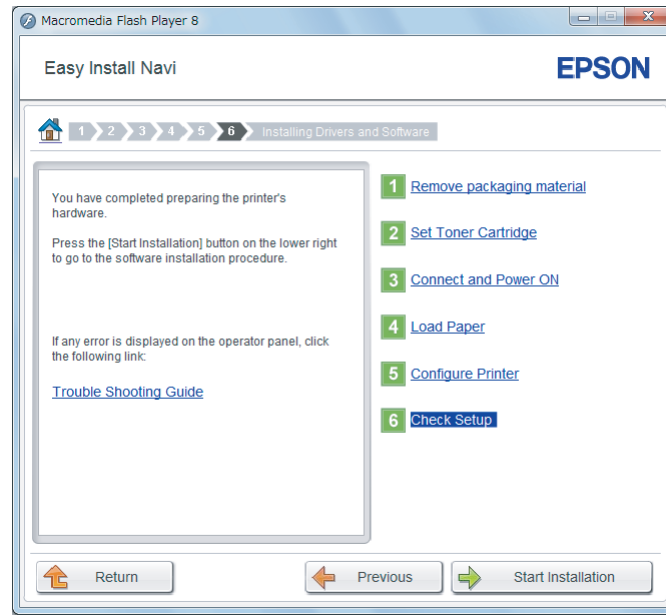 Macromedia Flash Player 8
Easy Install Navi
EPSON
1 2 3 4 5 6 Installing Drivers and Software
You have completed preparing the printer's
hardware.
Press the [Start Installation] button on the lower right
to go to the software installation procedure.
If any error is displayed on the operator panel, click
the following link:
Trouble Shooting Guide
1 Remove packaging material
2 Set Toner Cartridge
3 Connect and Power ON
4 Load Paper
5 Configure Printer
6 Check Setup
Return
Previous
Start Installation